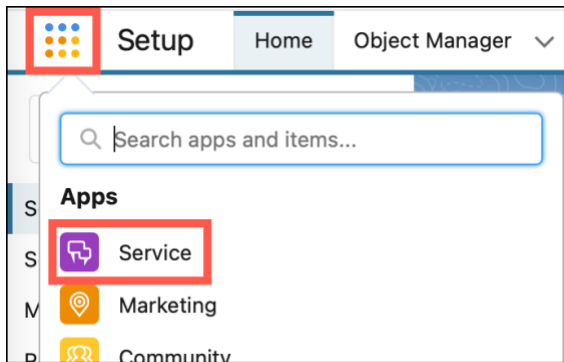 Setup Home Object Manager
Search apps and items...
Apps
S
Service
S
Marketing
M
Community